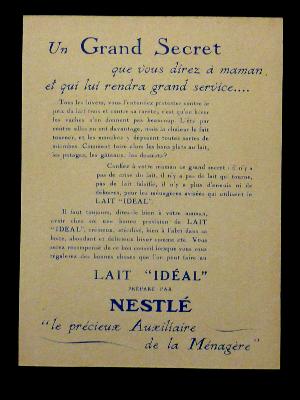 Un Grand Secret
que vous direz à maman,
et qui lui rendra grand service....
Tous les hivers, vous l'entendez protester contre le
prix du lait frais et contre sa rareté, c'est qu'en hiver
les vaches n'en donnent pas beaucoup. L'été par
contre elles en ont davantage, mais la chaleur le fait
tourner, et les mouches y déposent toutes sortes de
microbes. Comment faire alors les bons plats au lait,
les potages, les gâteaux, les desserts?
Confiez à votre maman ce grand secret: il n'y a
pas de crise du lait, il n'y a pas de lait qui tourne,
pas de lait falsifié, il n'y a plus d'ennuis ni de
déboires, pour les ménagères avisées qui utilisent le
LAIT "IDÉAL".
Il faut toujours, dites-le bien à votre maman,
avoir chez soi une bonne provision de LAIT
"IDÉAL", crémeux, stérilisé, bien à l'abri dans sa
boîte, abondant et délicieux hiver comme été. Vous
serez récompensé de ce bon conseil lorsque vous vous
régalerez des bonnes choses que l'on peut faire au
LAIT "IDÉAL"
PRÉPARÉ PAR
NESTLÉ
"le précieux Auxiliaire
de la Ménagère"